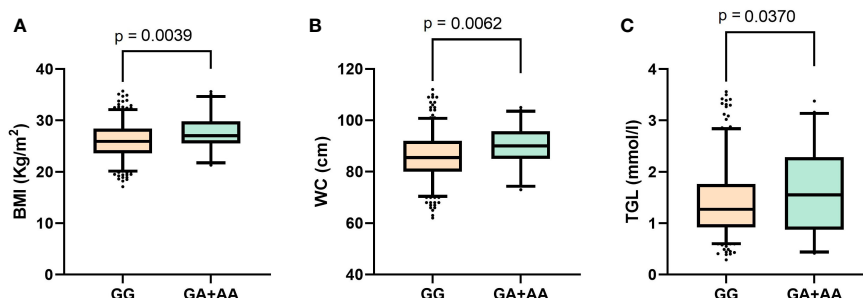 A
p = 0.0039
BMI (Kg/m²)
40
30
20
10
0
GG GA+AA
B
p = 0.0062
WC (cm)
120
100
80
60
40
GG GA+AA
C
p = 0.0370
TGL (mmol/l)
4
3
2
1
0
GG GA+AA